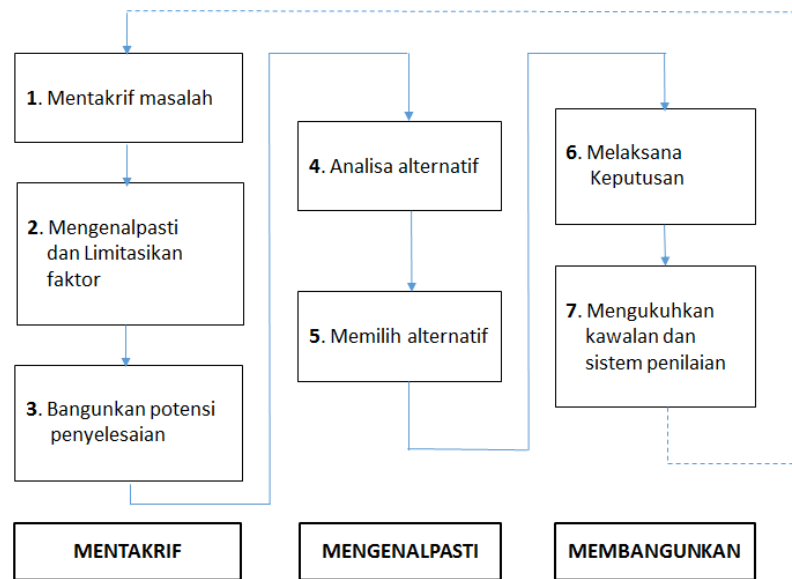 1. Mentakrif masalah
2. Mengenalpasti
dan Limitasikan
faktor
3. Bangunkan potensi
penyelesaian
4. Analisa alternatif
5. Memilih alternatif
6. Melaksana
Keputusan
7. Mengukuhkan
kawalan dan
sistem penilaian
MENTAKRIF
MENGENALPASTI
MEMBANGUNKAN